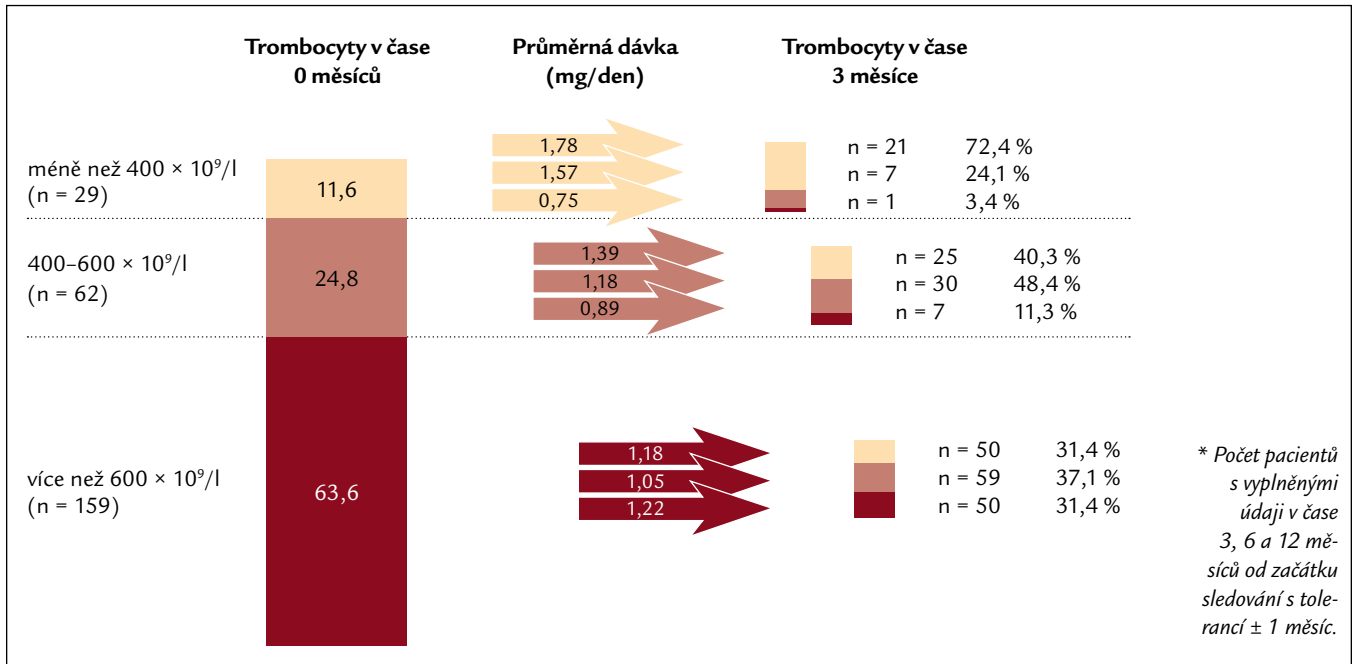 Trombocyty v čase
0 měsíců
Průměrná dávka
(mg/den)
Trombocyty v čase
3 měsíce
méně než 400 × 10⁹/l
(n = 29)
11,6
1,78
1,57
0,75
n = 21 72,4 %
n = 7 24,1 %
n = 1 3,4 %
400–600 × 10⁹/l
(n = 62)
24,8
1,39
1,18
0,89
n = 25 40,3 %
n = 30 48,4 %
n = 7 11,3 %
více než 600 × 10⁹/l
(n = 159)
63,6
1,18
1,05
1,22
n = 50 31,4 %
n = 59 37,1 %
n = 50 31,4 %
* Počet pacientů
s vyplněnými
údaji v čase
3, 6 a 12 mě-
síců od začátku
sledování s tole-
rancí ± 1 měsíc.